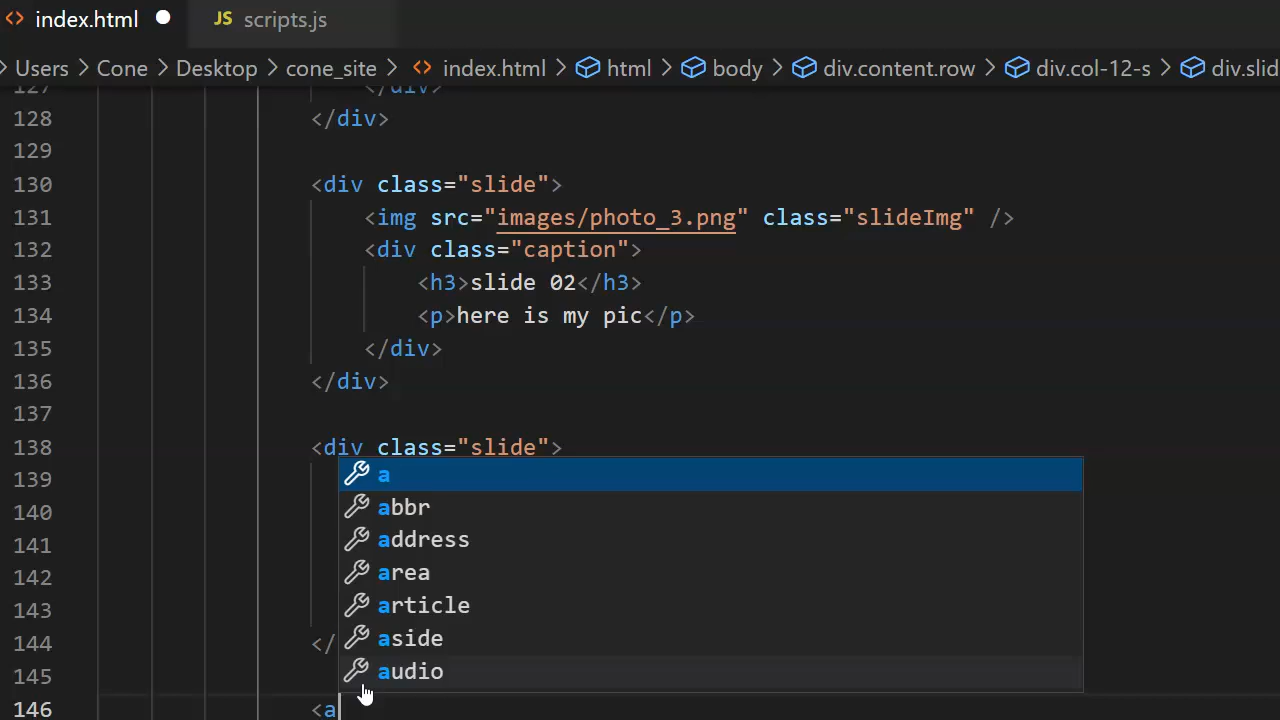 index.html
JS scripts.js
Users > Cone > Desktop > cone_site > <> index.html > html > body > div.content.row > div.col-12-s > div.slid
127 </div>
128 </div>
129
130 <div class="slide">
131 <img src="images/photo_3.png" class="slideImg" />
132 <div class="caption">
133 <h3>slide 02</h3>
134 <p>here is my pic</p>
135 </div>
136 </div>
137
138 <div class="slide">
139 a
140 abbr
address
141 area
142 article
143 aside
144 </
145 audio
146 <a